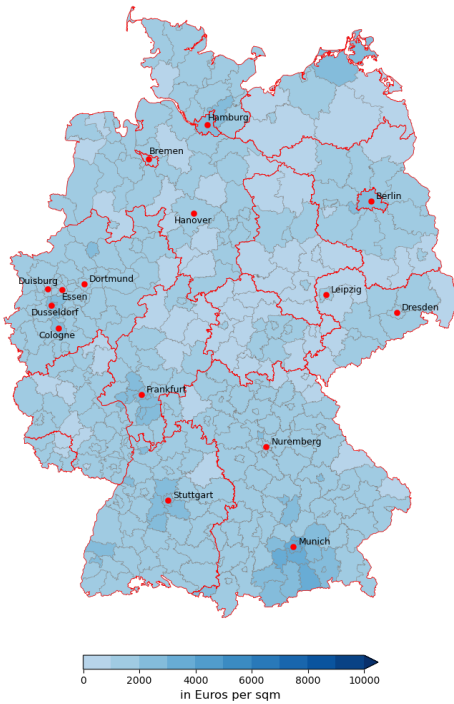 Hamburg
Bremen
Berlin
Hanover
Duisburg
Dortmund
Essen
Leipzig
Dusseldorf
Dresden
Cologne
Frankfurt
Nuremberg
Stuttgart
Munich
0 2000 4000 6000 8000 10000
in Euros per sqm